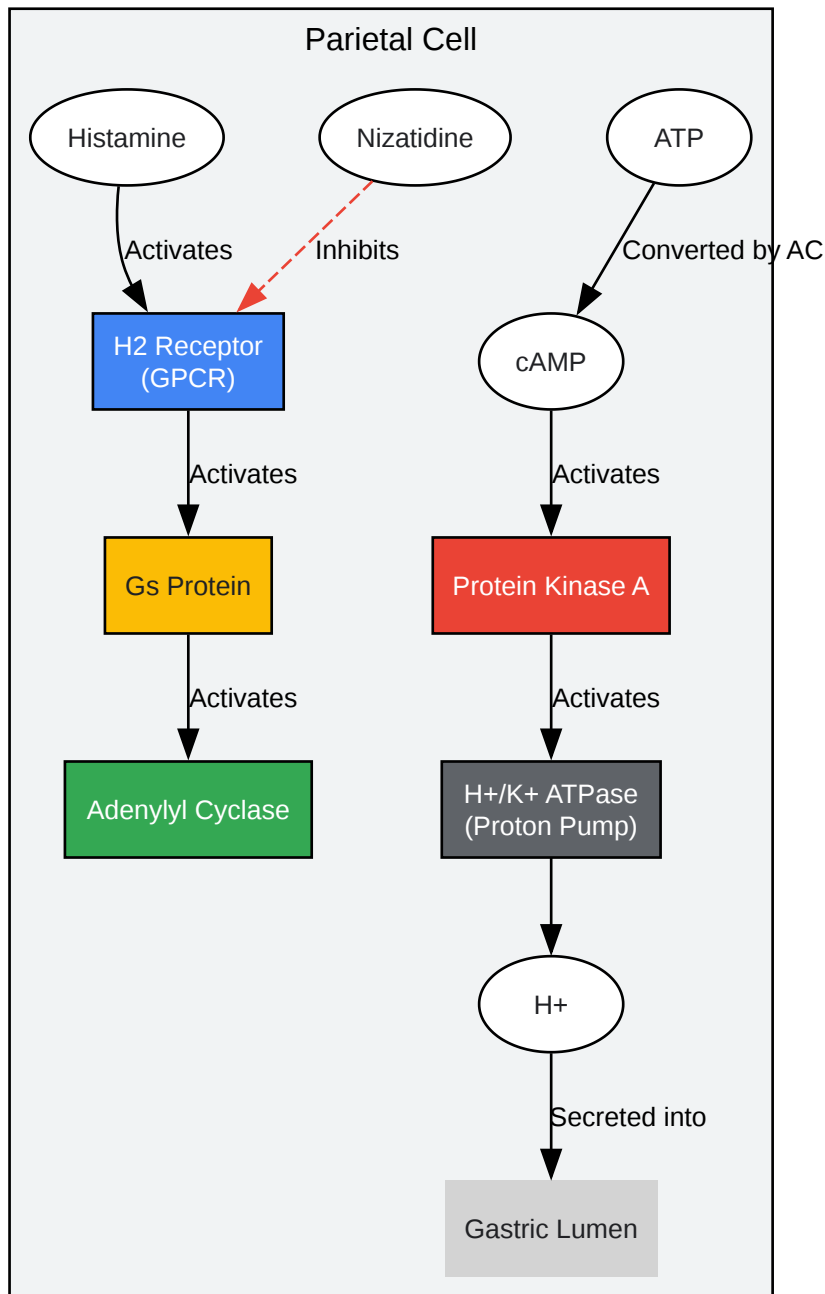 Parietal Cell
Histamine
Nizatidine
ATP
Activates
Inhibits
Converted by AC
H2 Receptor
(GPCR)
cAMP
Activates
Activates
Gs Protein
Protein Kinase A
Activates
Activates
Adenylyl Cyclase
H+/K+ ATPase
(Proton Pump)
H+
Secreted into
Gastric Lumen